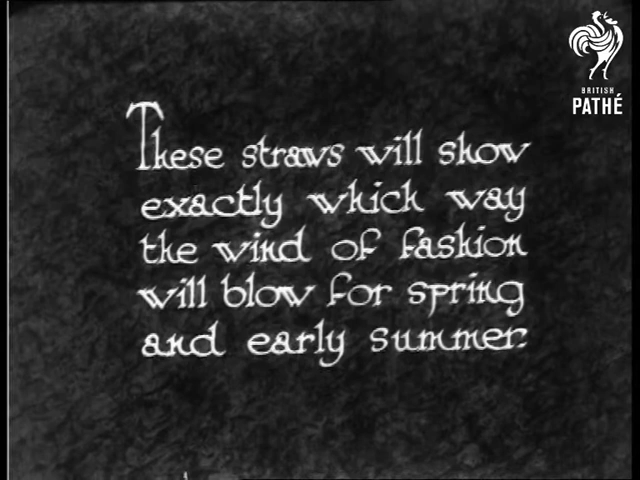 BRITISH
PATHÉ
These straws will show
exactly which way
the wind of fashion
will blow for spring
and early summer.